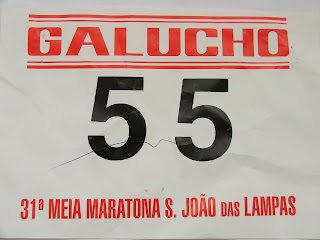 GALUCHO
55
31ª MEIA MARATONA S. JOÃO DAS LAMPAS